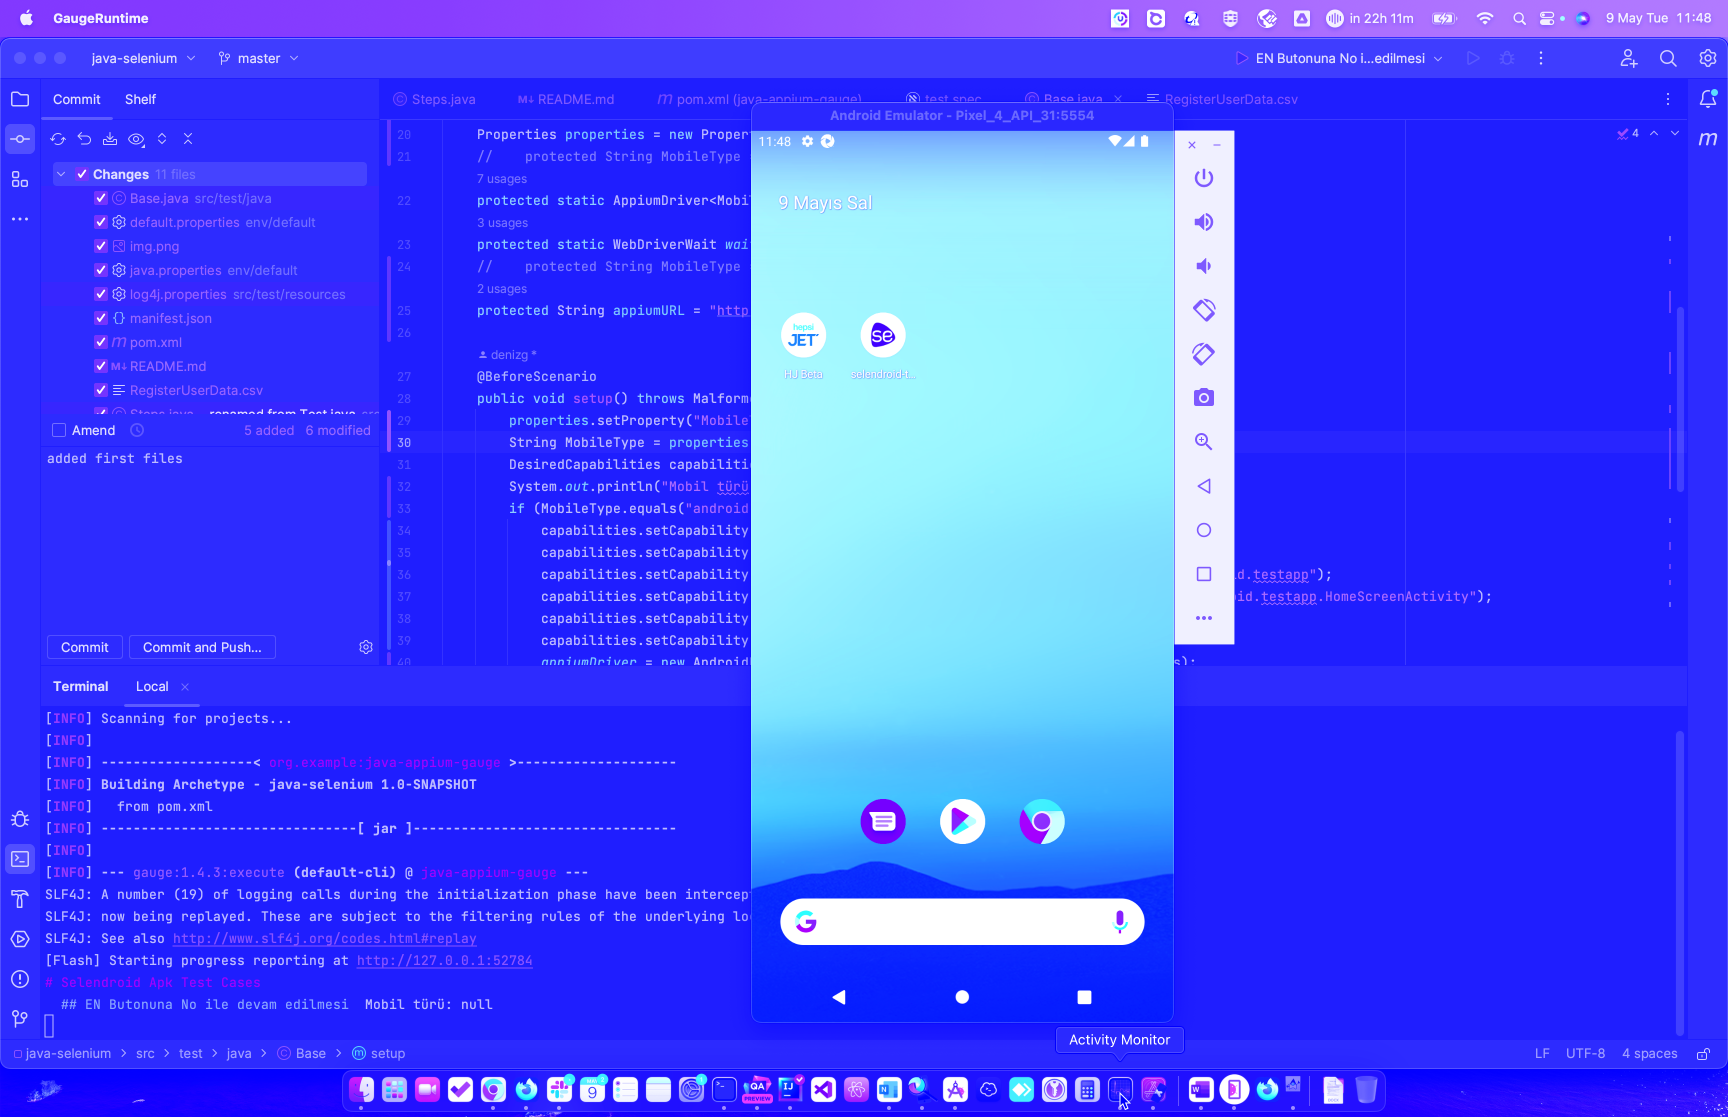 GaugeRuntime
in 22h 11m
9 May Tue 11:48
java-selenium
master
EN Butonuna No i...edilmesi
Commit
Shelf
Steps.java
README.md
pom.xml (java-appium-gauge)
test.spec
Base.java
RegisterUserData.csv
Changes 11 files
Base.java src/test/java
default.properties env/default
img.png
java.properties env/default
log4j.properties src/test/resources
manifest.json
pom.xml
README.md
RegisterUserData.csv
Steps.java - renamed from Test.java
Amend
5 added 6 modified
added first files
Commit
Commit and Push...
4
20 Properties properties = new Proper
21 // protected String MobileType =
7 usages
22 protected static AppiumDriver<Mobil
3 usages
23 protected static WebDriverWait wai
24 // protected String MobileType
2 usages
25 protected String appiumURL = "http
26
denizg *
27 @BeforeScenario
28 public void setup() throws Malform
29 properties.setProperty("Mobile
30 String MobileType = properties
31 DesiredCapabilities capabiliti
32 System.out.println("Mobil türü
33 if (MobileType.equals("android
34 capabilities.setCapability
35 capabilities.setCapability
36 capabilities.setCapability
id.testapp");
37 capabilities.setCapability
oid.testapp.HomeScreenActivity");
38 capabilities.setCapability
39 capabilities.setCapability
40 appiumDriver = new Android
s);
Android Emulator - Pixel_4_API_31:5554
11:48
9 Mayıs Sal
hepsi
JET
se
HJ Beta
selendroid-t...
G
Terminal
Local
[INFO] Scanning for projects...
[INFO]
[INFO] -------------------< org.example:java-appium-gauge >--------------------
[INFO] Building Archetype - java-selenium 1.0-SNAPSHOT
[INFO] from pom.xml
[INFO] --------------------------------[ jar ]---------------------------------
[INFO]
[INFO] --- gauge:1.4.3:execute (default-cli) @ java-appium-gauge ---
SLF4J: A number (19) of logging calls during the initialization phase have been intercep
SLF4J: now being replayed. These are subject to the filtering rules of the underlying lo
SLF4J: See also http://www.slf4j.org/codes.html#replay
[Flash] Starting progress reporting at http://127.0.0.1:52784
# Selendroid Apk Test Cases
## EN Butonuna No ile devam edilmesi Mobil türü: null
Activity Monitor
java-selenium > src > test > java > Base > setup
LF UTF-8 4 spaces
9
QA
PREVIEW
IJ